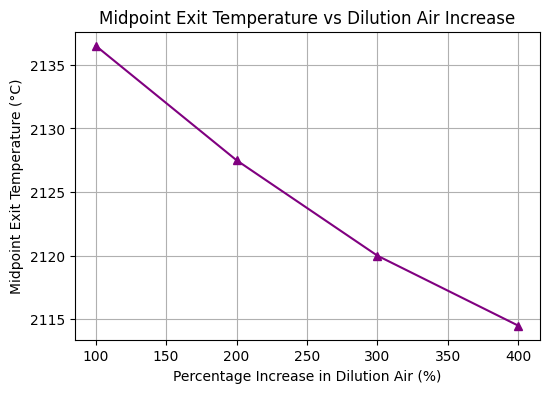 Midpoint Exit Temperature vs Dilution Air Increase
Midpoint Exit Temperature (°C)
2135
2130
2125
2120
2115
100 150 200 250 300 350 400
Percentage Increase in Dilution Air (%)